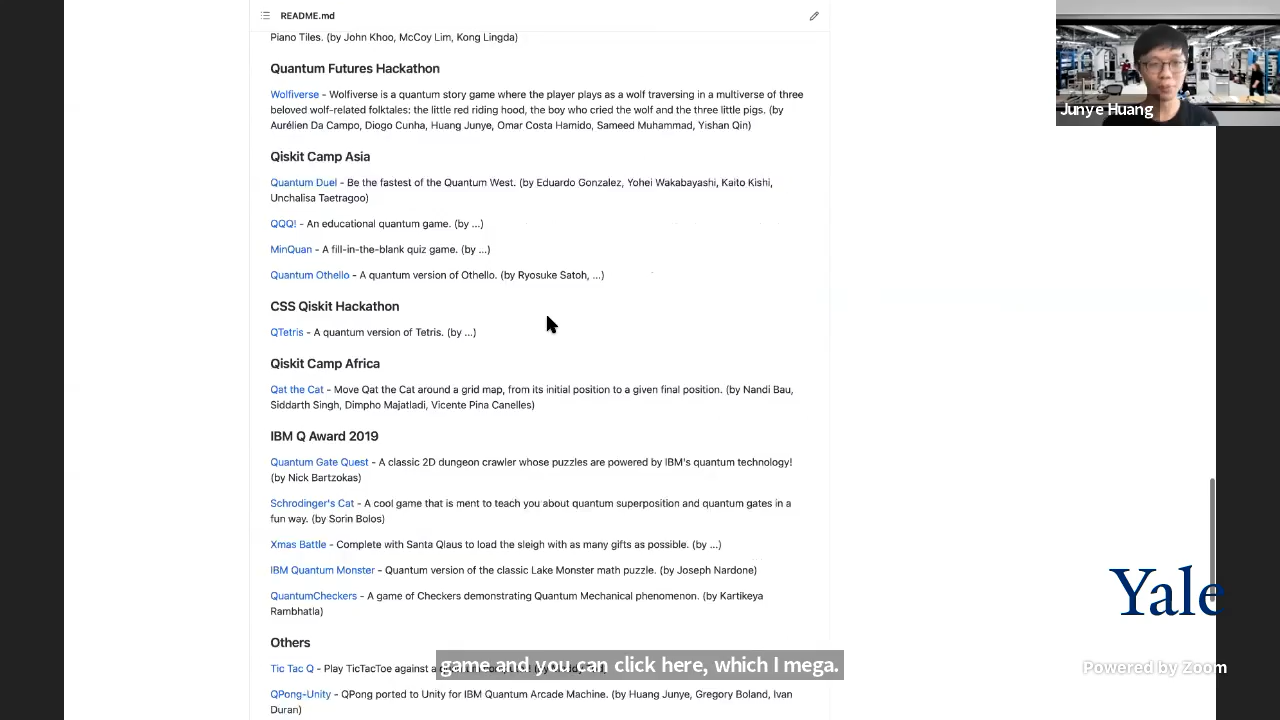 README.md
Piano Tiles. (by John Khoo, McCoy Lim, Kong Lingda)
Quantum Futures Hackathon
Wolfiverse - Wolfiverse is a quantum story game where the player plays as a wolf traversing in a multiverse of three
beloved wolf-related folktales: the little red riding hood, the boy who cried the wolf and the three little pigs. (by
Aurélien Da Campo, Diogo Cunha, Huang Junye, Omar Costa Hamido, Sameed Muhammad, Yishan Qin)
Qiskit Camp Asia
Quantum Duel - Be the fastest of the Quantum West. (by Eduardo Gonzalez, Yohei Wakabayashi, Kaito Kishi,
Unchalisa Taetragoo)
QQQ! - An educational quantum game. (by ...)
MinQuan - A fill-in-the-blank quiz game. (by ...)
Quantum Othello - A quantum version of Othello. (by Ryosuke Satoh, ...)
CSS Qiskit Hackathon
QTetris - A quantum version of Tetris. (by ...)
Qiskit Camp Africa
Qat the Cat - Move Qat the Cat around a grid map, from its initial position to a given final position. (by Nandi Bau,
Siddarth Singh, Dimpho Majatladi, Vicente Pina Canelles)
IBM Q Award 2019
Quantum Gate Quest - A classic 2D dungeon crawler whose puzzles are powered by IBM's quantum technology!
(by Nick Bartzokas)
Schrodinger's Cat - A cool game that is ment to teach you about quantum superposition and quantum gates in a
fun way. (by Sorin Bolos)
Xmas Battle - Complete with Santa Qlaus to load the sleigh with as many gifts as possible. (by ...)
IBM Quantum Monster - Quantum version of the classic Lake Monster math puzzle. (by Joseph Nardone)
QuantumCheckers - A game of Checkers demonstrating Quantum Mechanical phenomenon. (by Kartikeya
Rambhatla)
Others
Tic Tac Q - Play TicTacToe against a
game and you can click here, which I mega.
QPong-Unity - QPong ported to Unity for IBM Quantum Arcade Machine. (by Huang Junye, Gregory Boland, Ivan
Duran)
Junye Huang
Yale
Powered by Zoom